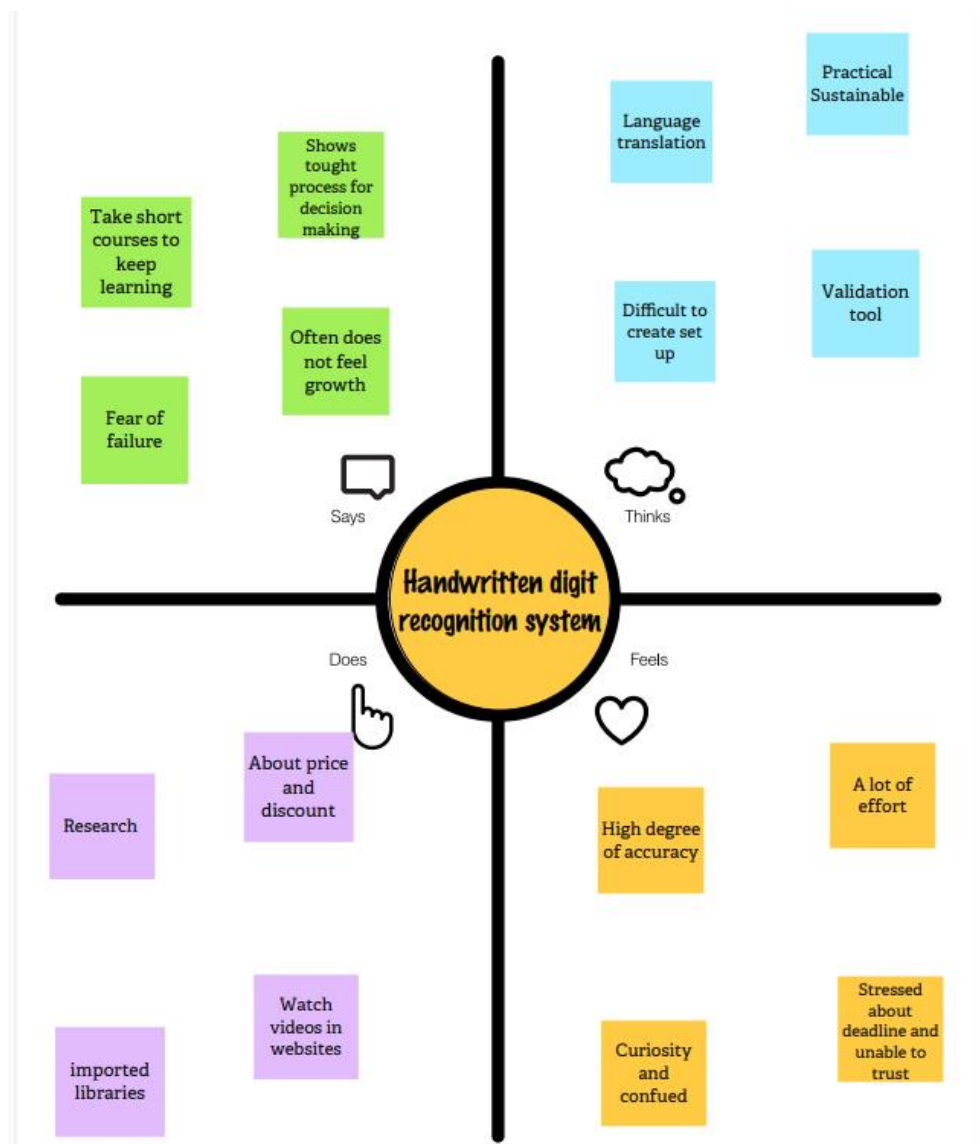 Shows
tought
process for
decision
making
Take short
courses to
keep
learning
Often does
not feel
growth
Fear of
failure
Says
Practical
Sustainable
Language
translation
Validation
tool
Difficult to
create set
up
Thinks
Handwritten digit
recognition system
Does
About price
and
discount
Research
Watch
videos in
websites
imported
libraries
Feels
A lot of
effort
High degree
of accuracy
Stressed
about
deadline and
unable to
trust
Curiosity
and
confued